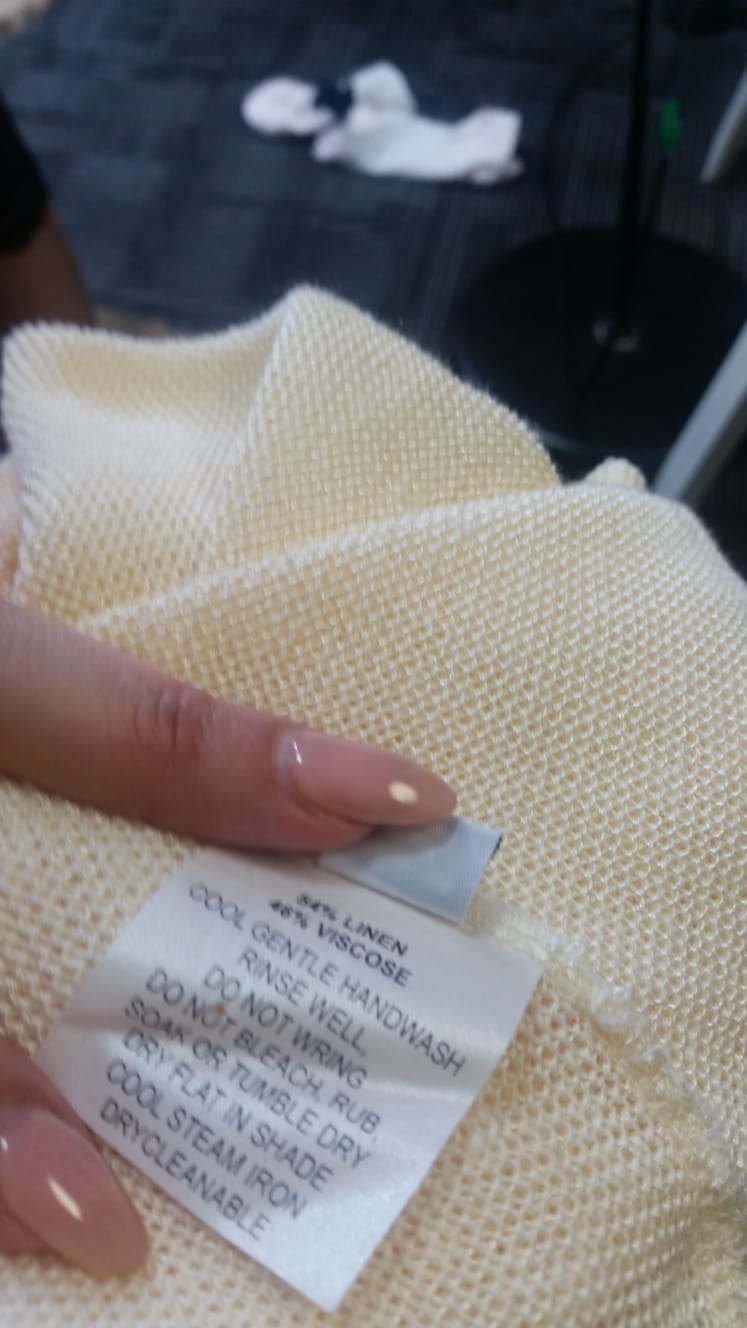 54% LINEN
46% VISCOSE
COOL GENTLE HANDWASH
RINSE WELL
DO NOT WRING
DO NOT BLEACH, RUB,
SOAK OR TUMBLE DRY
DRY FLAT IN SHADE
COOL STEAM IRON
DRYCLEANABLE